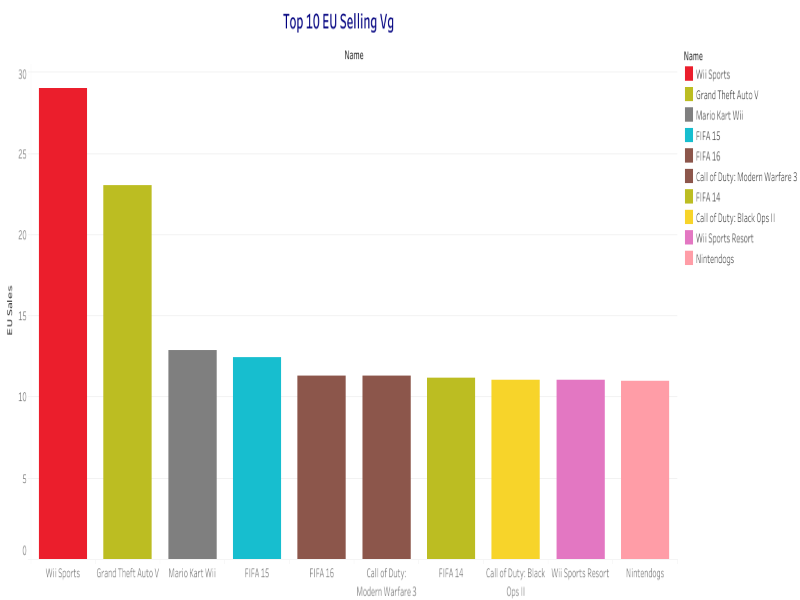 Top 10 EU Selling Vg
Name
Name
Wii Sports
Grand Theft Auto V
Mario Kart Wii
FIFA 15
FIFA 16
Call of Duty: Modern Warfare 3
FIFA 14
Call of Duty: Black Ops II
Wii Sports Resort
Nintendogs
EU Sales
30
25
20
15
10
5
0
Wii Sports
Grand Theft Auto V
Mario Kart Wii
FIFA 15
FIFA 16
Call of Duty:
Modern Warfare 3
FIFA 14
Call of Duty: Black
Ops II
Wii Sports Resort
Nintendogs